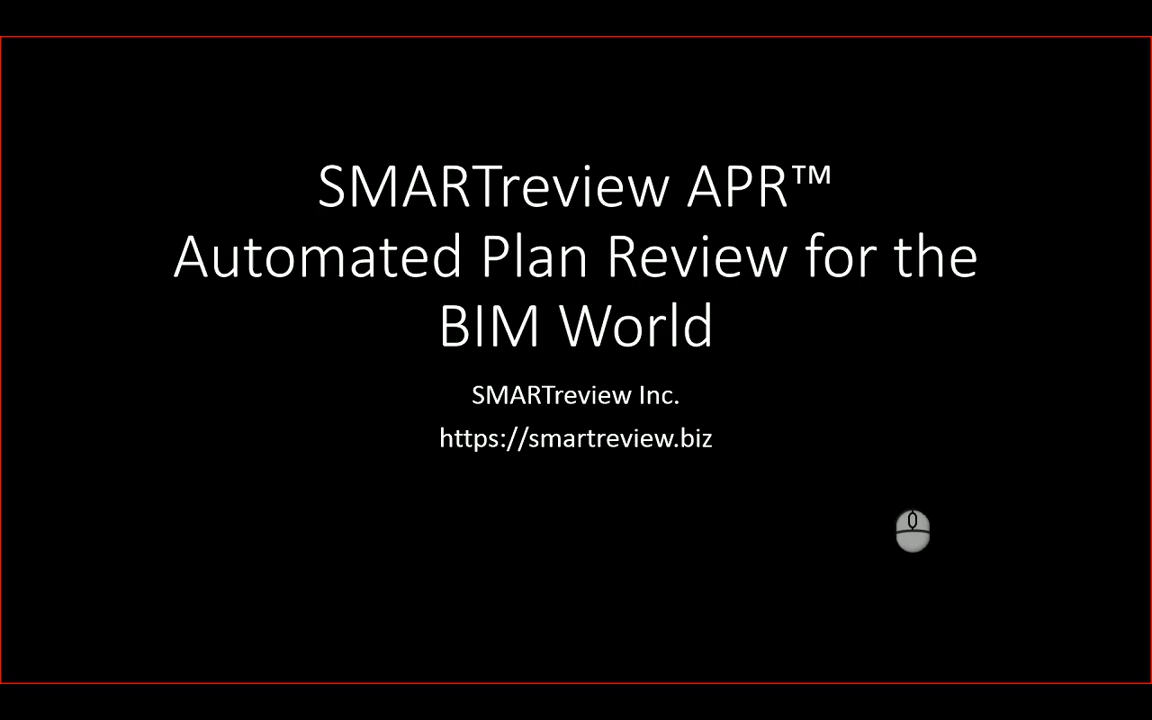 SMARTreview APR™
Automated Plan Review for the
BIM World
SMARTreview Inc.
https://smartreview.biz